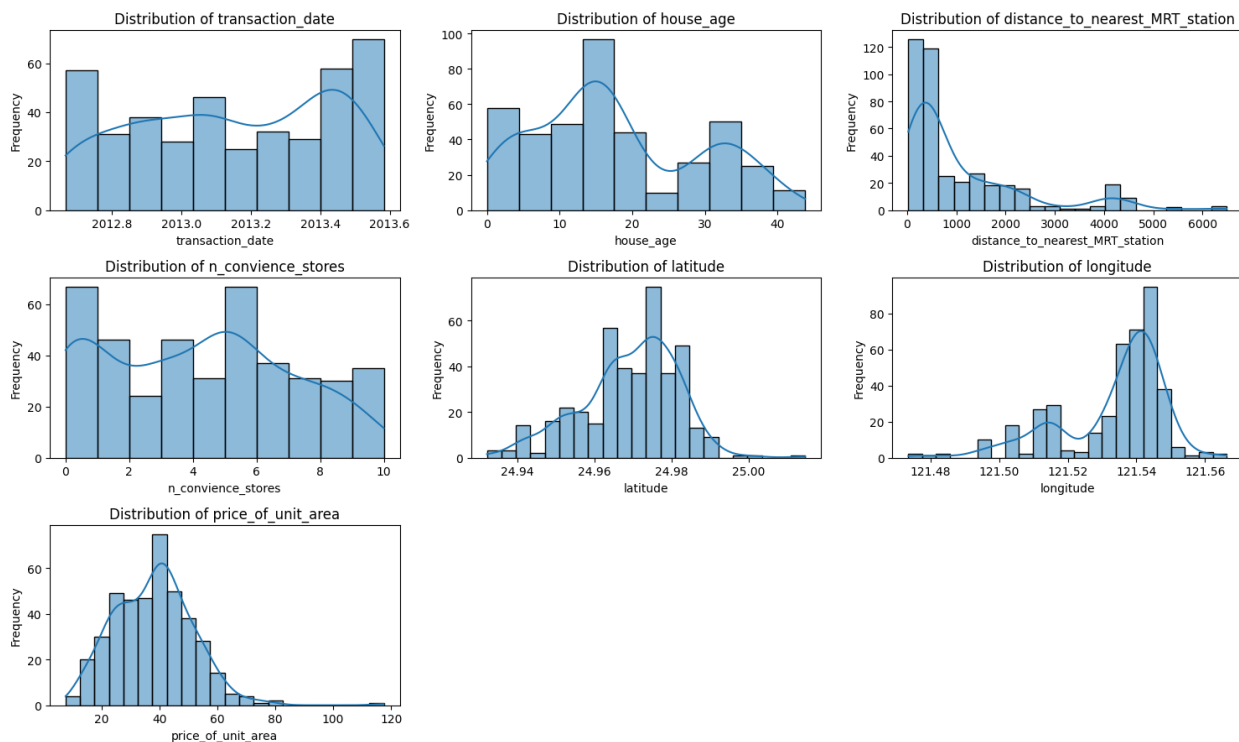 Distribution of transaction_date
Frequency
60
40
20
0
2012.8 2013.0 2013.2 2013.4 2013.6
transaction_date
Distribution of house_age
Frequency
100
80
60
40
20
0
0 10 20 30 40
house_age
Distribution of distance_to_nearest_MRT_station
Frequency
120
100
80
60
40
20
0
0 1000 2000 3000 4000 5000 6000
distance_to_nearest_MRT_station
Distribution of n_convience_stores
Frequency
60
40
20
0
0 2 4 6 8 10
n_convience_stores
Distribution of latitude
Frequency
60
40
20
0
24.94 24.96 24.98 25.00
latitude
Distribution of longitude
Frequency
80
60
40
20
0
121.48 121.50 121.52 121.54 121.56
longitude
Distribution of price_of_unit_area
Frequency
60
40
20
0
20 40 60 80 100 120
price_of_unit_area